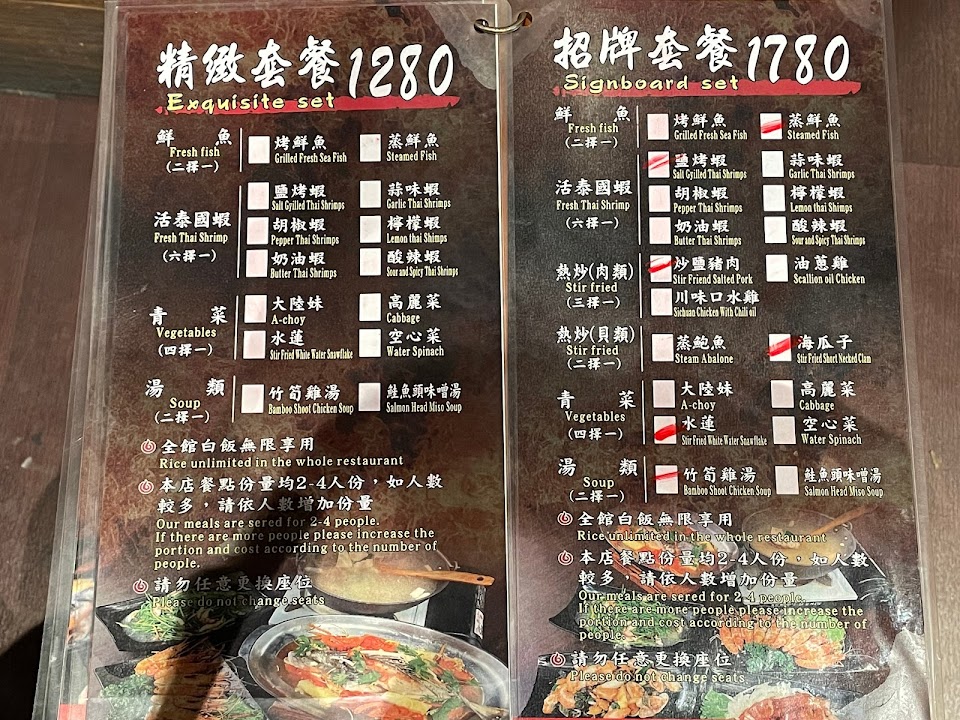 精緻套餐 1280
Exquisite set
鮮魚
Fresh fish
(二擇一)
烤鮮魚
Grilled Fresh Sea Fish
蒸鮮魚
Steamed Fish
活泰國蝦
Fresh Thai Shrimp
(六擇一)
鹽烤蝦
Salt Gyilled Thai Shrimps
蒜味蝦
Garlic Thai Shrimps
胡椒蝦
Pepper Thai Shrimps
檸檬蝦
Lemon thai Shimps
奶油蝦
Butter Thai Shrimps
酸辣蝦
Sour and Spicy Thai Shrimps
青菜
Vegetables
(四擇一)
大陸妹
A-choy
高麗菜
Cabbage
水蓮
Stir Fried White Water Snawflake
空心菜
Water Spinach
湯類
Soup
(二擇一)
竹筍雞湯
Bamboo Shoot Chicken Soup
鮭魚頭味噌湯
Salmon Head Miso Soup
全館白飯無限享用
Rice unlimited in the whole restaurant
本店餐點份量均2-4人份，如人數
較多，請依人數增加份量
Our meals are sered for 2-4 people.
If there are more people please increase the
portion and cost according to the number of
people.
請勿任意更換座位
Please do not change seats
招牌套餐 1780
Signboard set
鮮魚
Fresh fish
(二擇一)
烤鮮魚
Grilled Fresh Sea Fish
蒸鮮魚
Steamed Fish
活泰國蝦
Fresh Thai Shrimp
(六擇一)
鹽烤蝦
Salt Gyilled Thai Shrimps
蒜味蝦
Garlic Thai Shrimps
胡椒蝦
Pepper Thai Shrimps
檸檬蝦
Lemon thai Shimps
奶油蝦
Butter Thai Shrimps
酸辣蝦
Sour and Spicy Thai Shrimps
熱炒(肉類)
Stir fried
(三擇一)
炒鹽豬肉
Stir Friend Salted Pork
油蔥雞
Scallion oil Chicken
川味口水雞
Sichuan Chicken With Chili oil
熱炒(貝類)
Stir fried
(二擇一)
蒸鮑魚
Steam Abalone
海瓜子
Stir Fried Short Necked Clam
青菜
Vegetables
(四擇一)
大陸妹
A-choy
高麗菜
Cabbage
水蓮
Stir Fried White Water Snawflake
空心菜
Water Spinach
湯類
Soup
(二擇一)
竹筍雞湯
Bamboo Shoot Chicken Soup
鮭魚頭味噌湯
Salmon Head Miso Soup
全館白飯無限享用
Rice unlimited in the whole restaurant
本店餐點份量均2-4人份，如人數
較多，請依人數增加份量
Our meals are sered for 2-4 people.
If there are more people please increase the
portion and cost according to the number of
people.
請勿任意更換座位
Please do not change seats